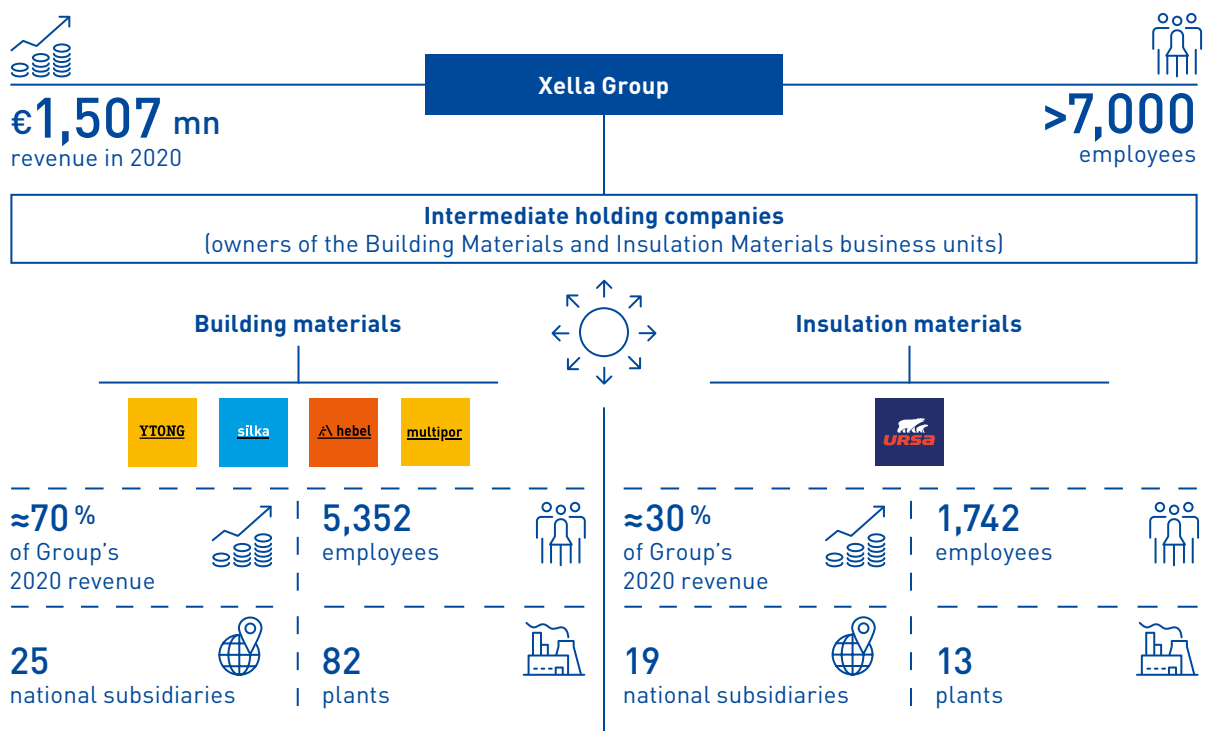 Xella Group
€1,507 mn
revenue in 2020
>7,000
employees
Intermediate holding companies
(owners of the Building Materials and Insulation Materials business units)
Building materials
YTONG
silka
hebel
multipor
≈70 %
of Group’s
2020 revenue
5,352
employees
25
national subsidiaries
82
plants
Insulation materials
URSA
≈30 %
of Group’s
2020 revenue
1,742
employees
19
national subsidiaries
13
plants